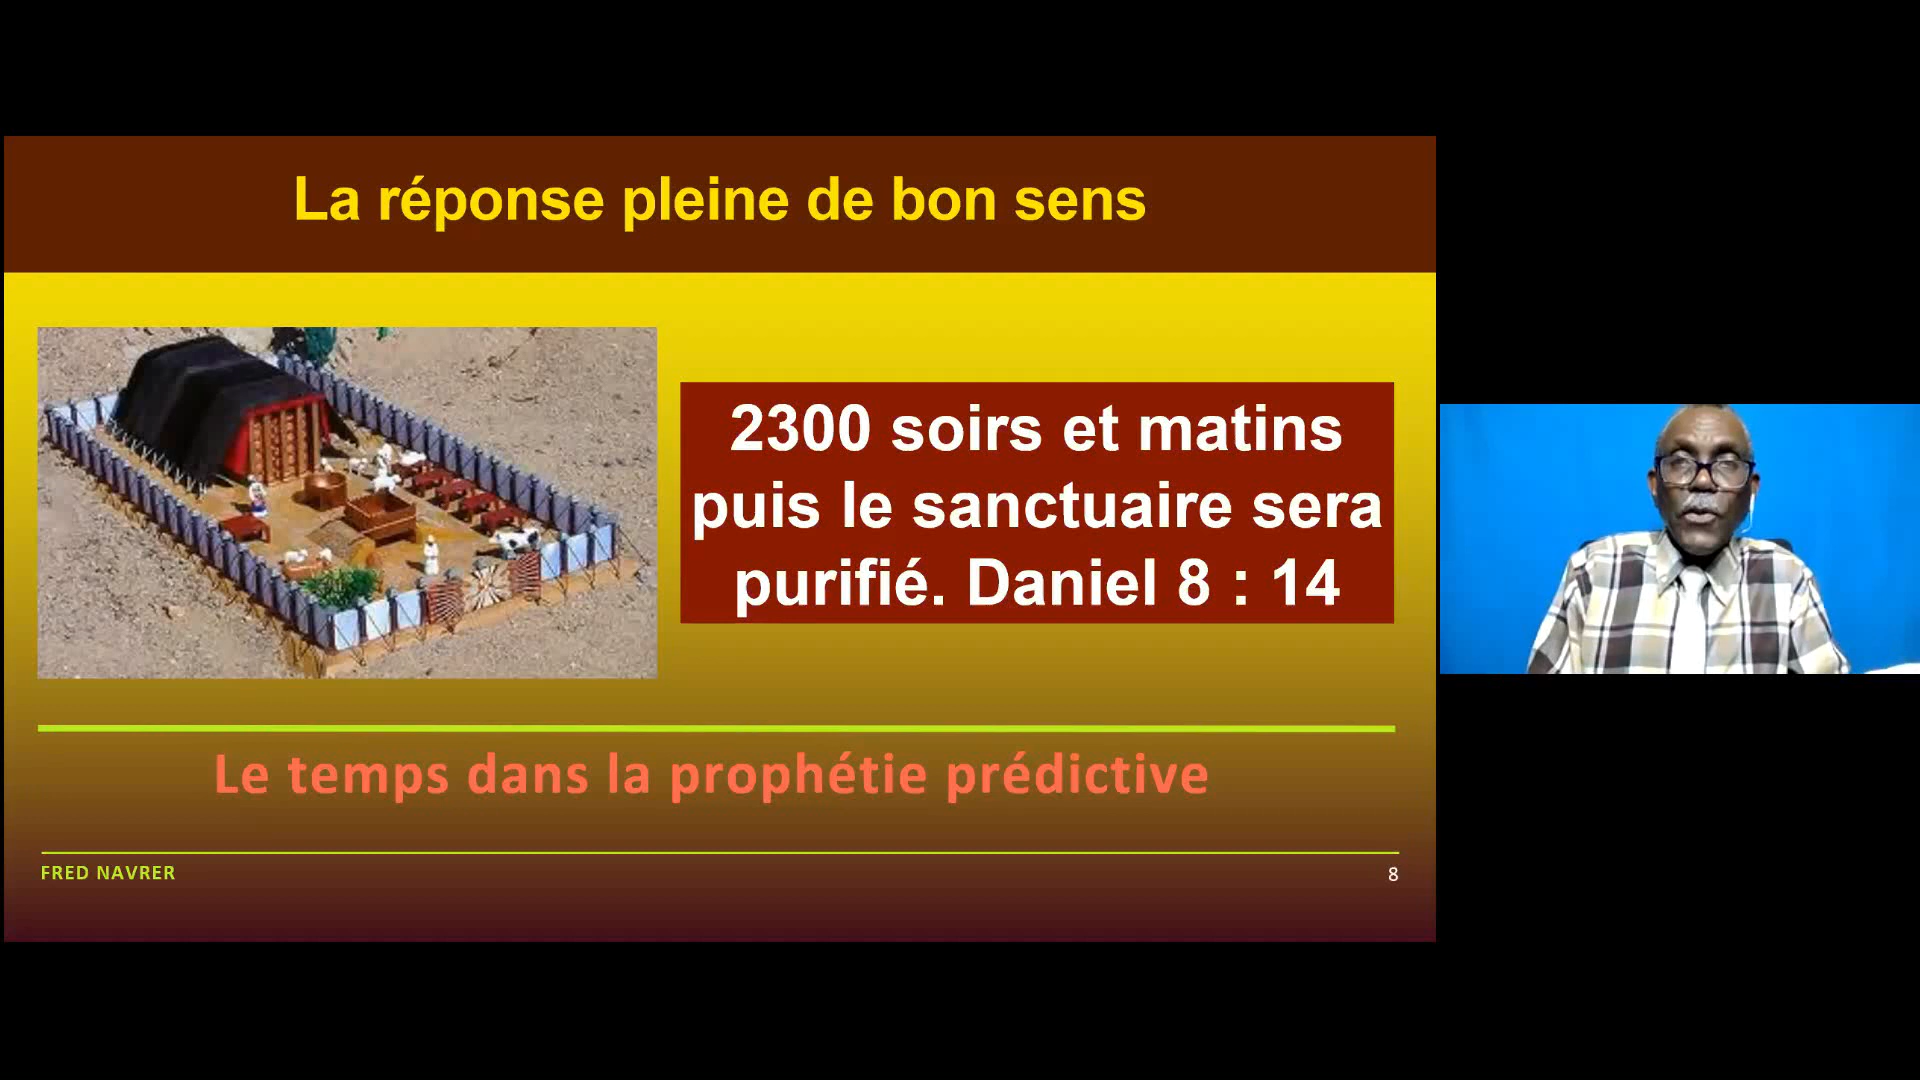 La réponse pleine de bon sens
2300 soirs et matins
puis le sanctuaire sera
purifié. Daniel 8 : 14
Le temps dans la prophétie prédictive
FRED NAVRER
8